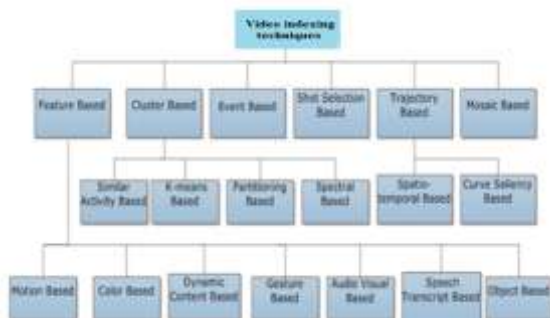 Video indexing
techniques
Feature Based
Cluster Based
Event Based
Shot Selection
Based
Trajectory
Based
Mosaic Based
Similar
Activity Based
K-means
Based
Partitioning
Based
Spectral
Based
Spatio-
temporal Based
Curve Saliency
Based
Motion Based
Color Based
Dynamic
Content Based
Gesture
Based
Audio Visual
Based
Speech
Transcript Based
Object Based